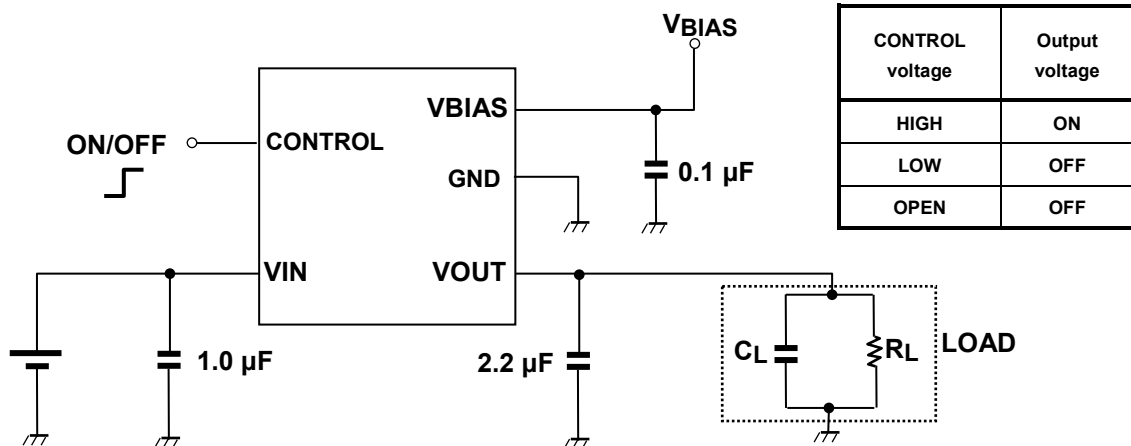 VBIAS
CONTROL voltage
Output voltage
HIGH
ON
LOW
OFF
OPEN
OFF
ON/OFF
CONTROL
VBIAS
GND
0.1 μF
VIN
VOUT
1.0 μF
2.2 μF
CL
RL
LOAD